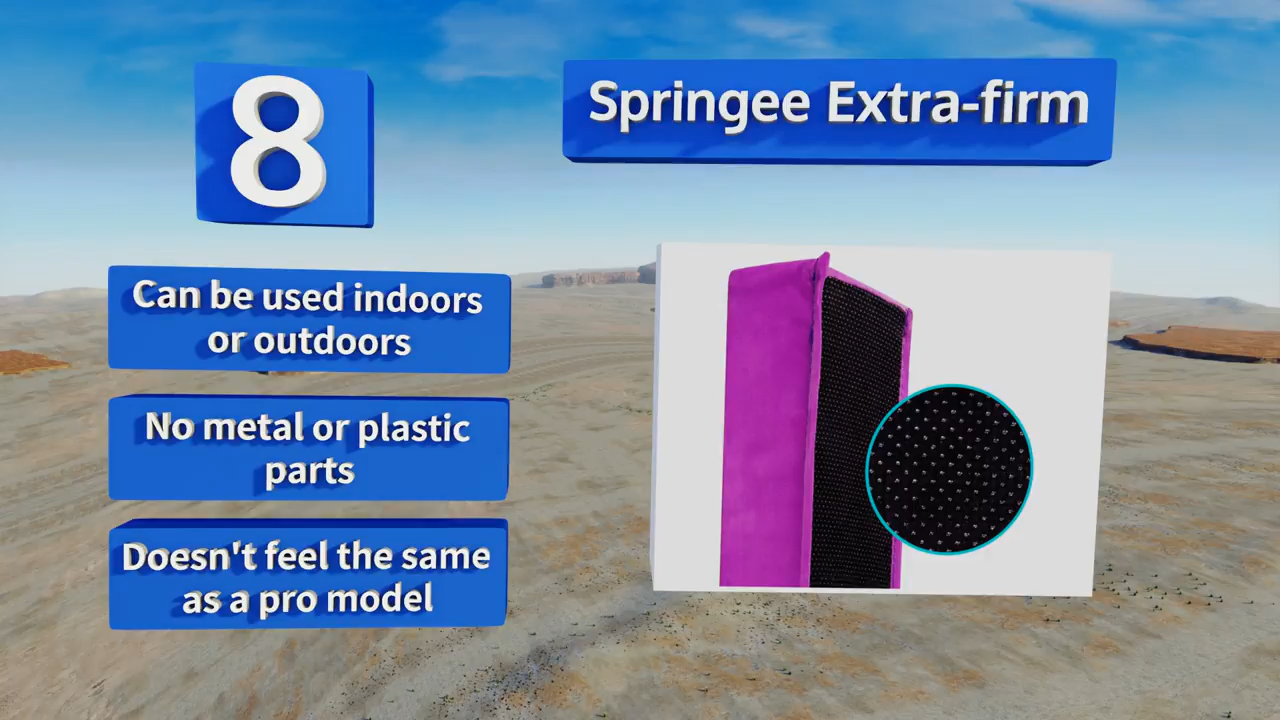 8
Springee Extra-firm
Can be used indoors
or outdoors
No metal or plastic
parts
Doesn't feel the same
as a pro model